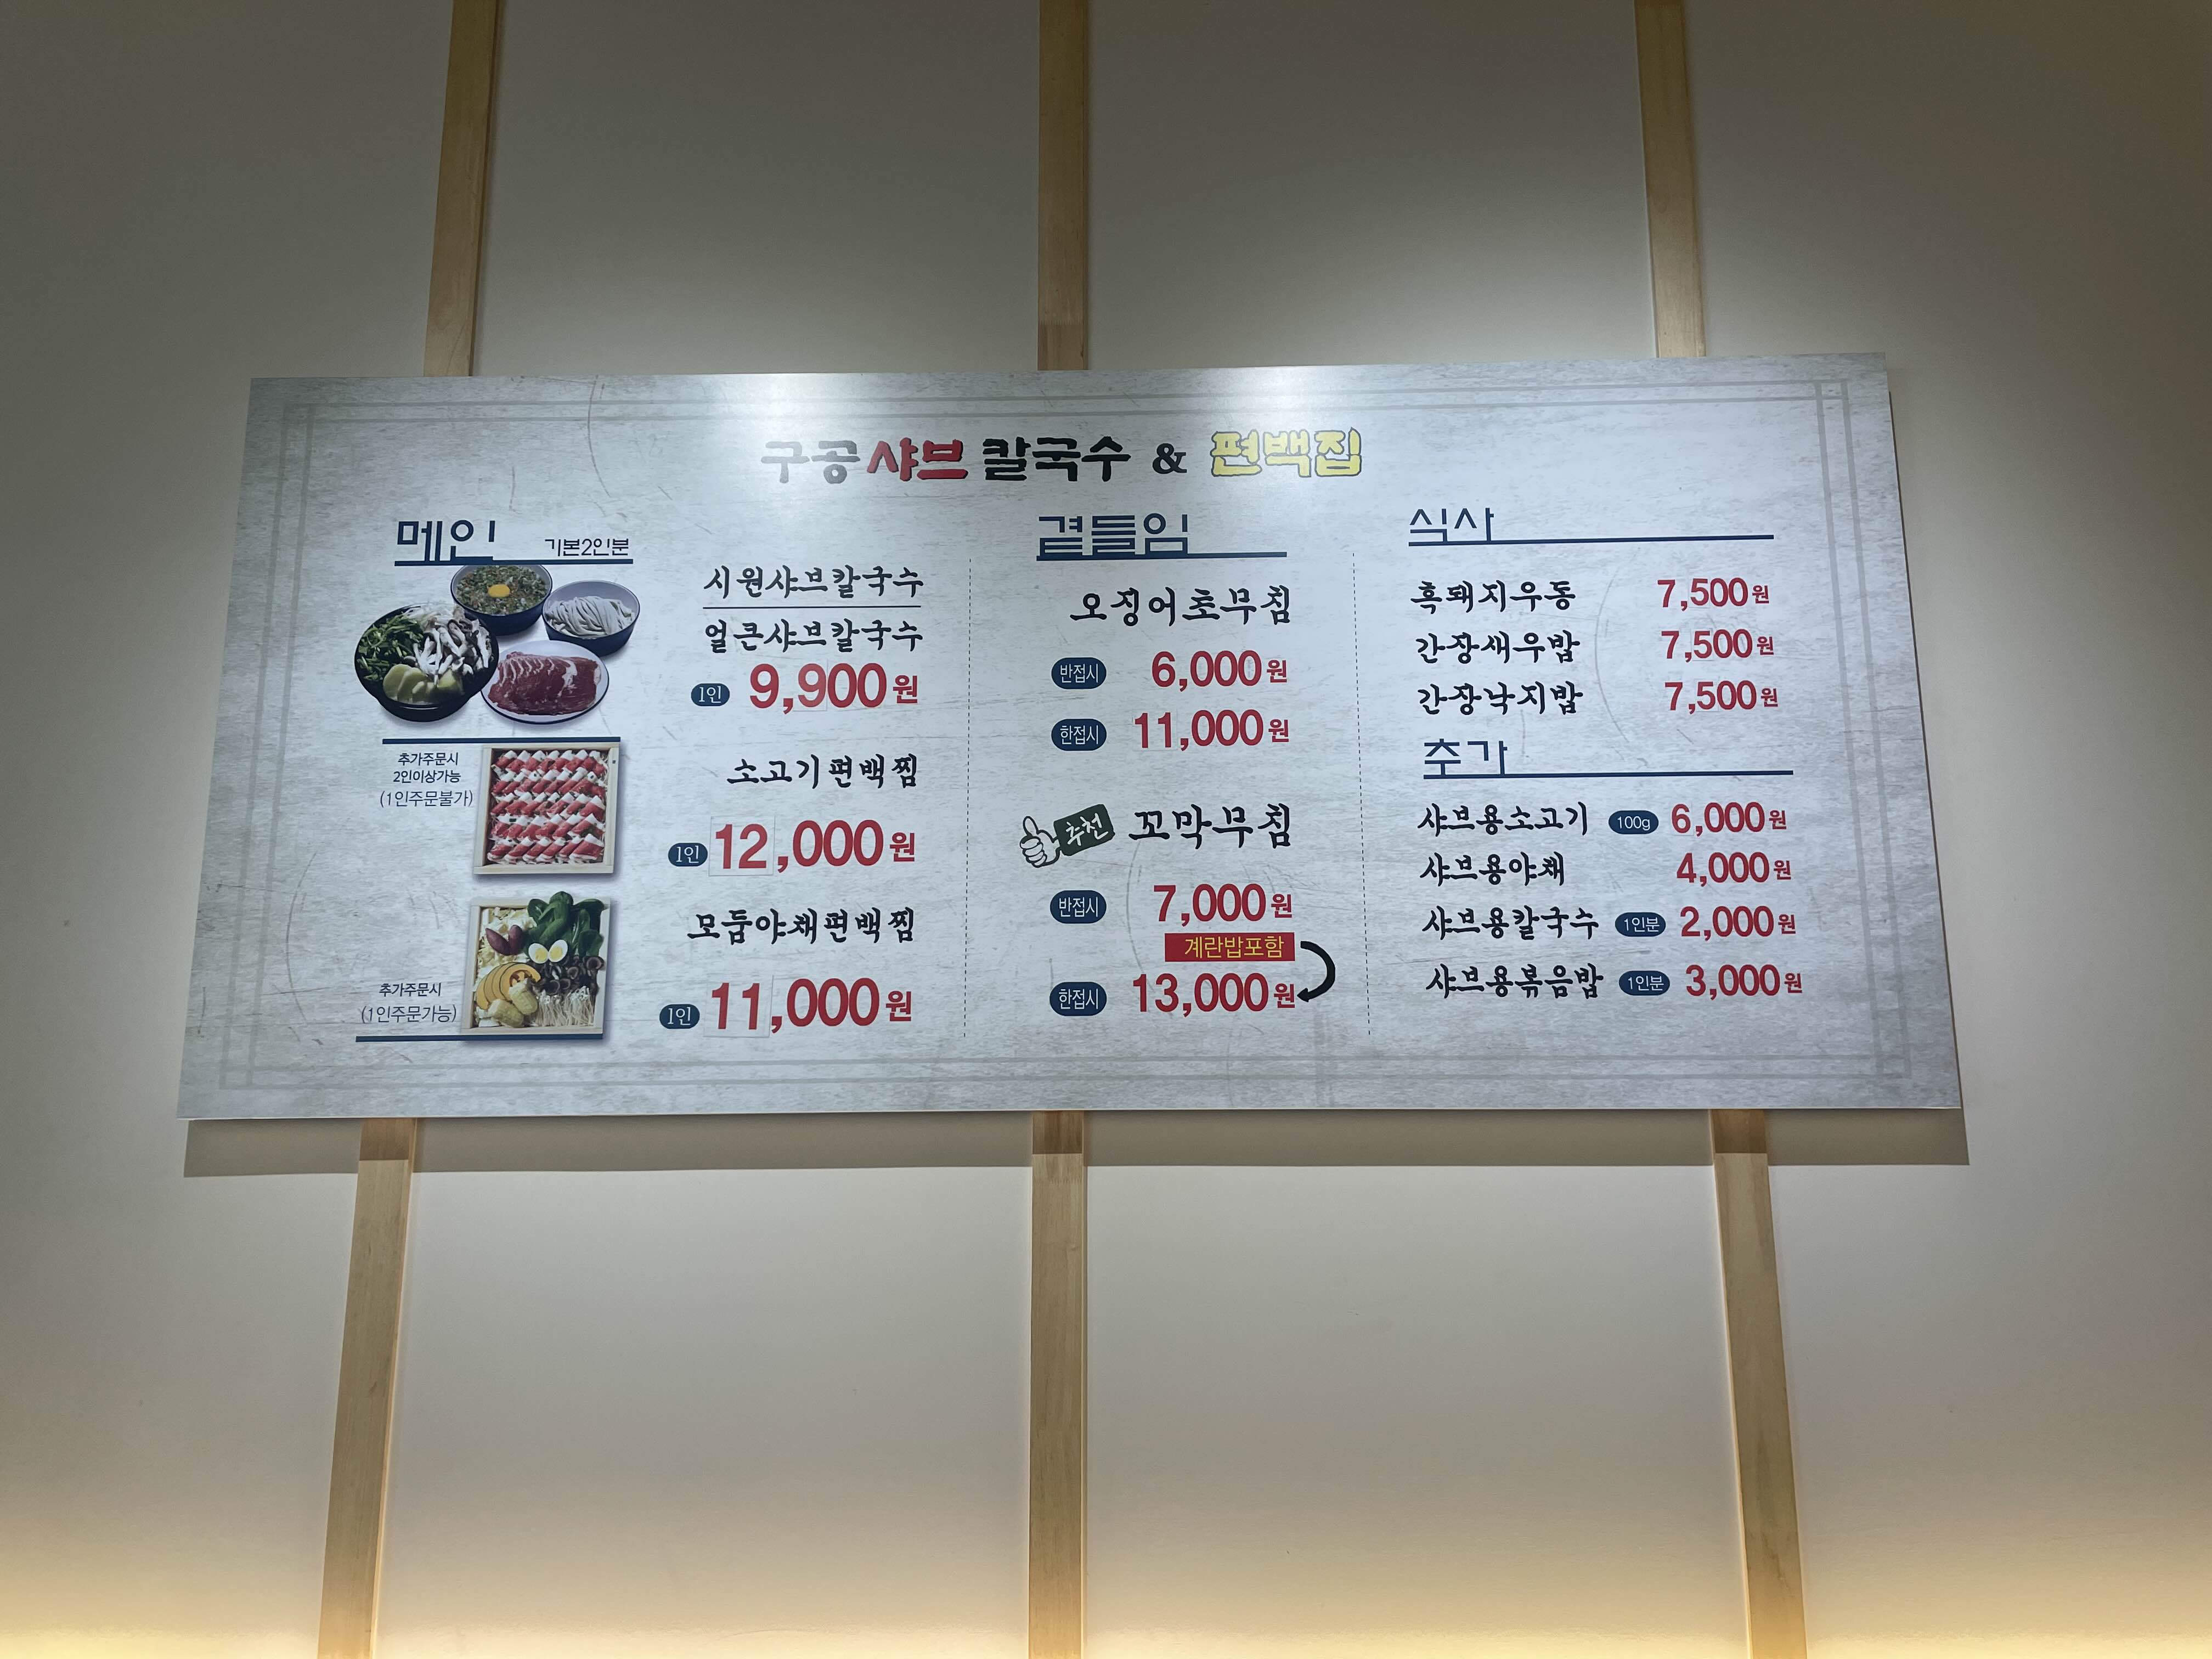 구공샤브 칼국수 & 편백집
메인 기본2인분
시원샤브칼국수
얼큰샤브칼국수
1인 9,900원
추가주문시
2인이상가능
(1인주문불가)
소고기편백찜
1인 12,000원
모둠야채편백찜
추가주문시
(1인주문가능)
1인 11,000원
곁들임
오징어초무침
반접시 6,000원
한접시 11,000원
추천 꼬막무침
반접시 7,000원
계란밥포함
한접시 13,000원
식사
흑돼지우동 7,500원
간장새우밥 7,500원
간장낙지밥 7,500원
추가
샤브용소고기 100g 6,000원
샤브용야채 4,000원
샤브용칼국수 1인분 2,000원
샤브용볶음밥 1인분 3,000원